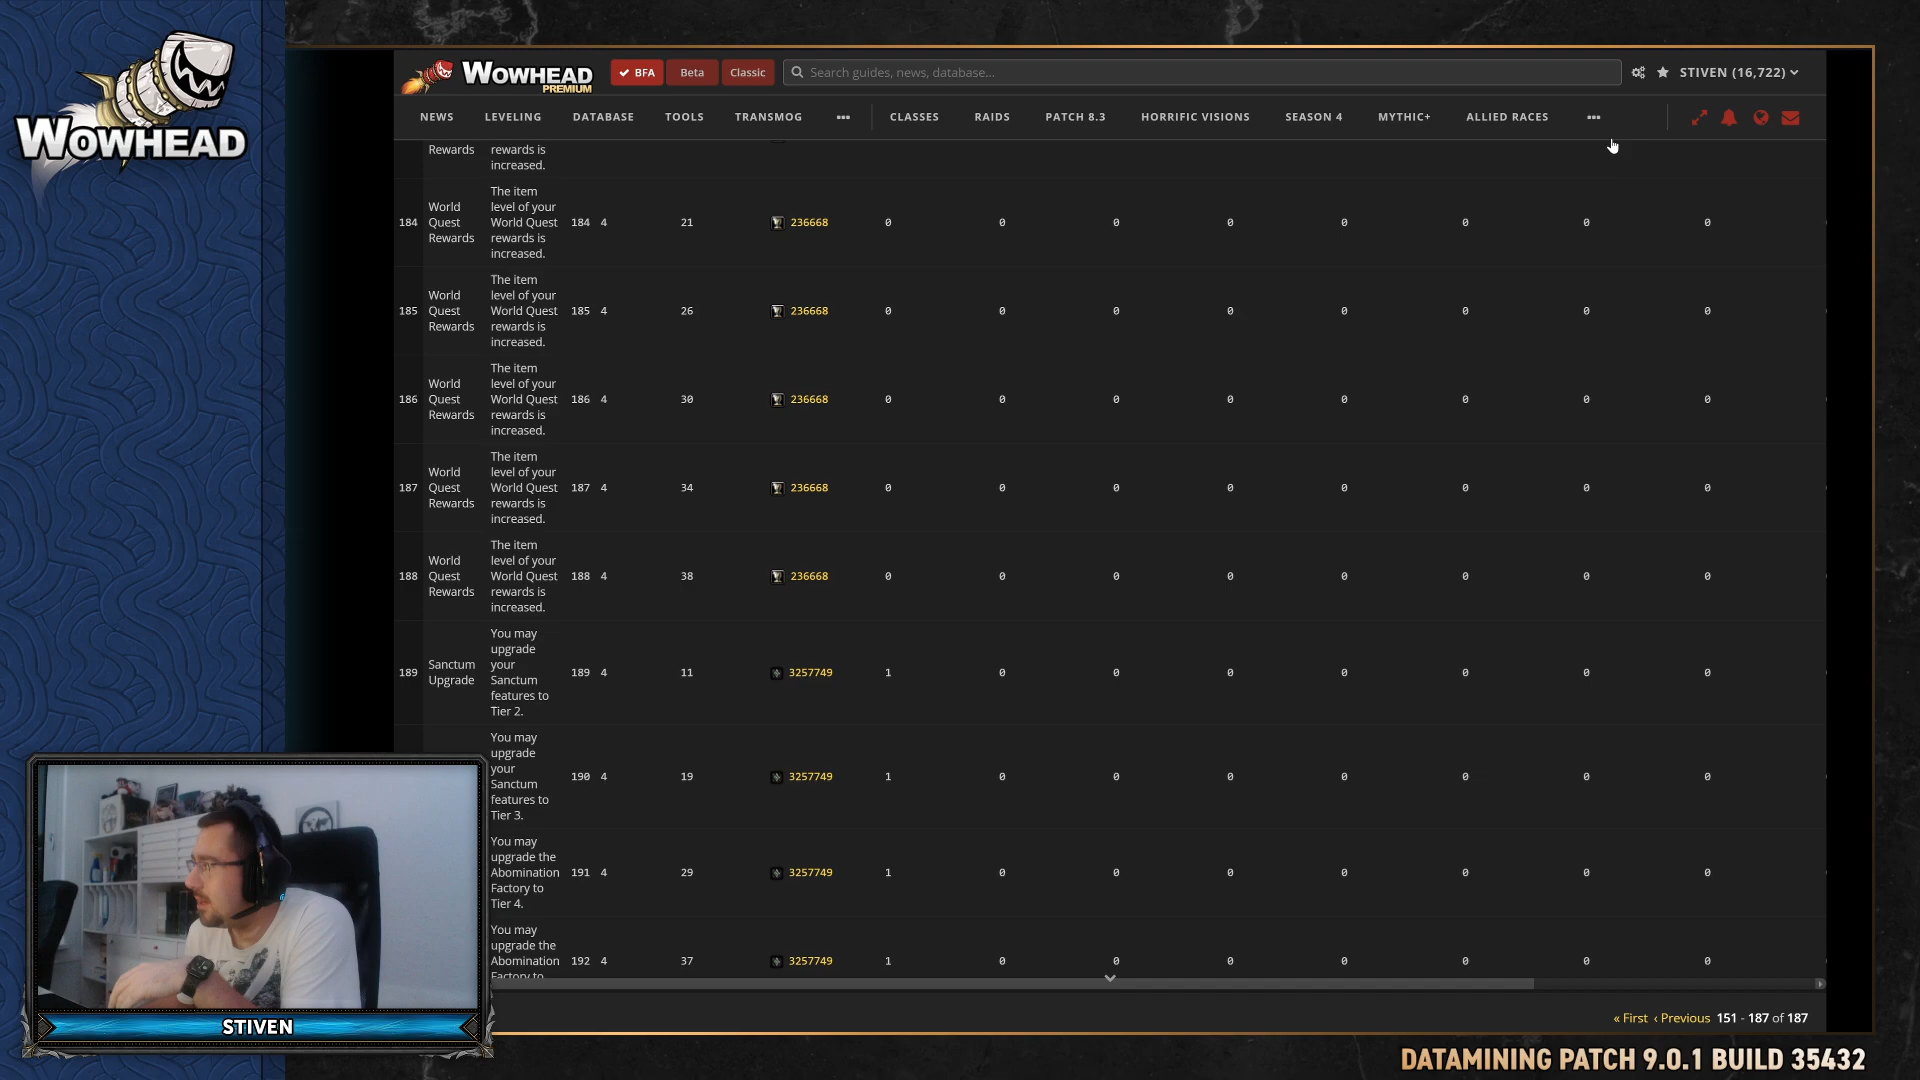 WOWHEAD
WOWHEAD
PREMIUM
BFA
Beta
Classic
Search guides, news, database...
STIVEN (16,722)
NEWS
LEVELING
DATABASE
TOOLS
TRANSMOG
•••
CLASSES
RAIDS
PATCH 8.3
HORRIFIC VISIONS
SEASON 4
MYTHIC+
ALLIED RACES
•••
Rewards
rewards is
increased.
184
World
Quest
Rewards
The item
level of your
World Quest
rewards is
increased.
184 4 21 236668 0 0 0 0 0 0 0 0
185
World
Quest
Rewards
The item
level of your
World Quest
rewards is
increased.
185 4 26 236668 0 0 0 0 0 0 0 0
186
World
Quest
Rewards
The item
level of your
World Quest
rewards is
increased.
186 4 30 236668 0 0 0 0 0 0 0 0
187
World
Quest
Rewards
The item
level of your
World Quest
rewards is
increased.
187 4 34 236668 0 0 0 0 0 0 0 0
188
World
Quest
Rewards
The item
level of your
World Quest
rewards is
increased.
188 4 38 236668 0 0 0 0 0 0 0 0
189
Sanctum
Upgrade
You may
upgrade
your
Sanctum
features to
Tier 2.
189 4 11 3257749 1 0 0 0 0 0 0 0
You may
upgrade
your
Sanctum
features to
Tier 3.
190 4 19 3257749 1 0 0 0 0 0 0 0
You may
upgrade the
Abomination
Factory to
Tier 4.
191 4 29 3257749 1 0 0 0 0 0 0 0
You may
upgrade the
Abomination
Factory to
192 4 37 3257749 1 0 0 0 0 0 0 0
« First ‹ Previous 151 - 187 of 187
STIVEN
DATAMINING PATCH 9.0.1 BUILD 35432